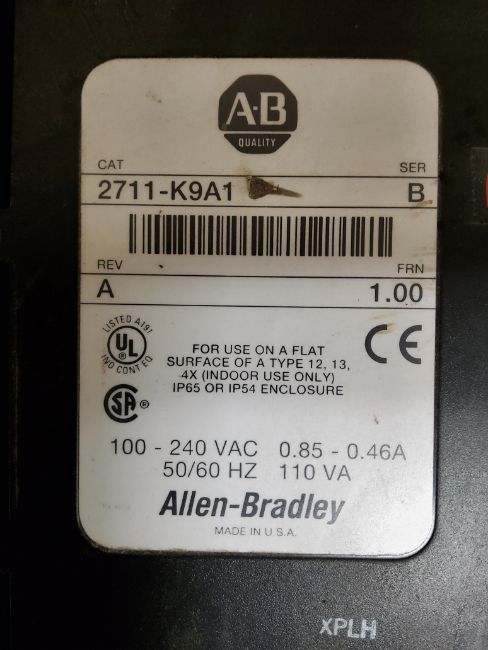 A-B
QUALITY
CAT SER
2711-K9A1 B
REV FRN
A 1.00
LISTED A191
UL ®
IND CONT EQ
CE
FOR USE ON A FLAT
SURFACE OF A TYPE 12, 13,
4X (INDOOR USE ONLY)
IP65 OR IP54 ENCLOSURE
SA ®
100 - 240 VAC 0.85 - 0.46A
50/60 HZ 110 VA
Allen-Bradley
MADE IN U.S.A.
XPLH